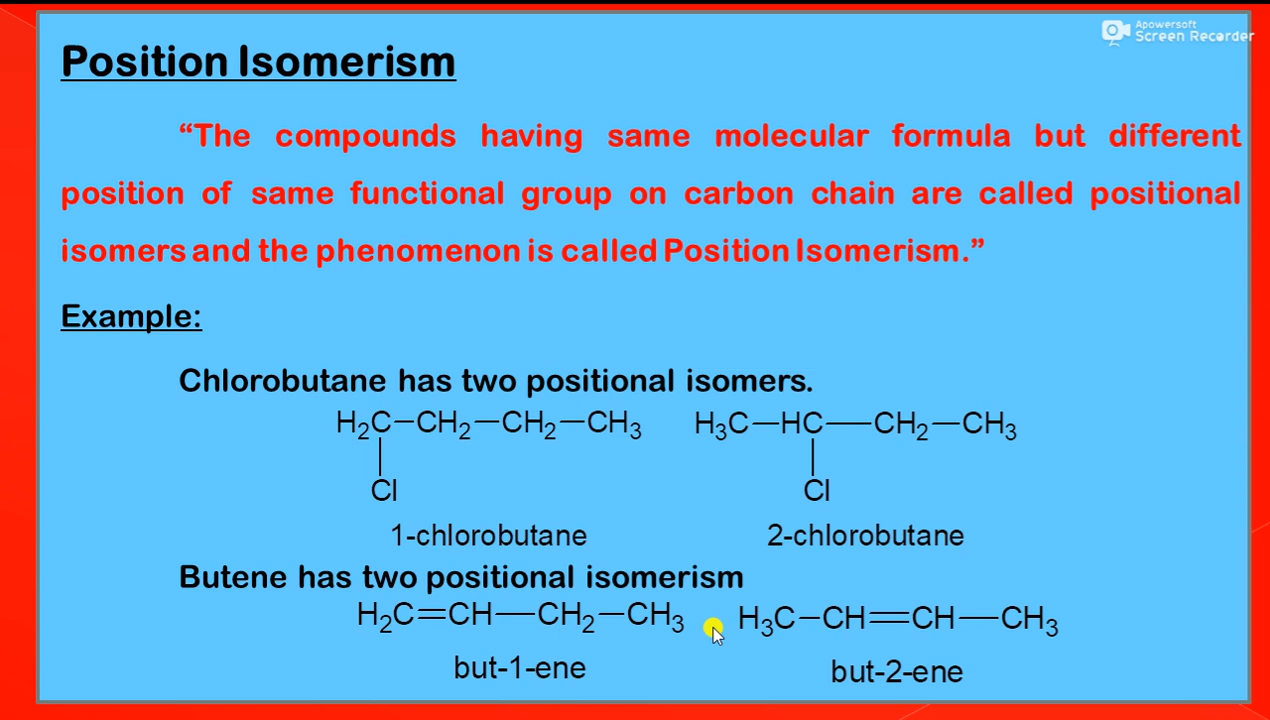 Apowersoft
Screen Recorder
Position Isomerism
“The compounds having same molecular formula but different
position of same functional group on carbon chain are called positional
isomers and the phenomenon is called Position Isomerism.”
Example:
Chlorobutane has two positional isomers.
H₂C—CH₂—CH₂—CH₃ H₃C—HC—CH₂—CH₃
Cl Cl
1-chlorobutane 2-chlorobutane
Butene has two positional isomerism
H₂C=CH—CH₂—CH₃ H₃C—CH=CH—CH₃
but-1-ene but-2-ene